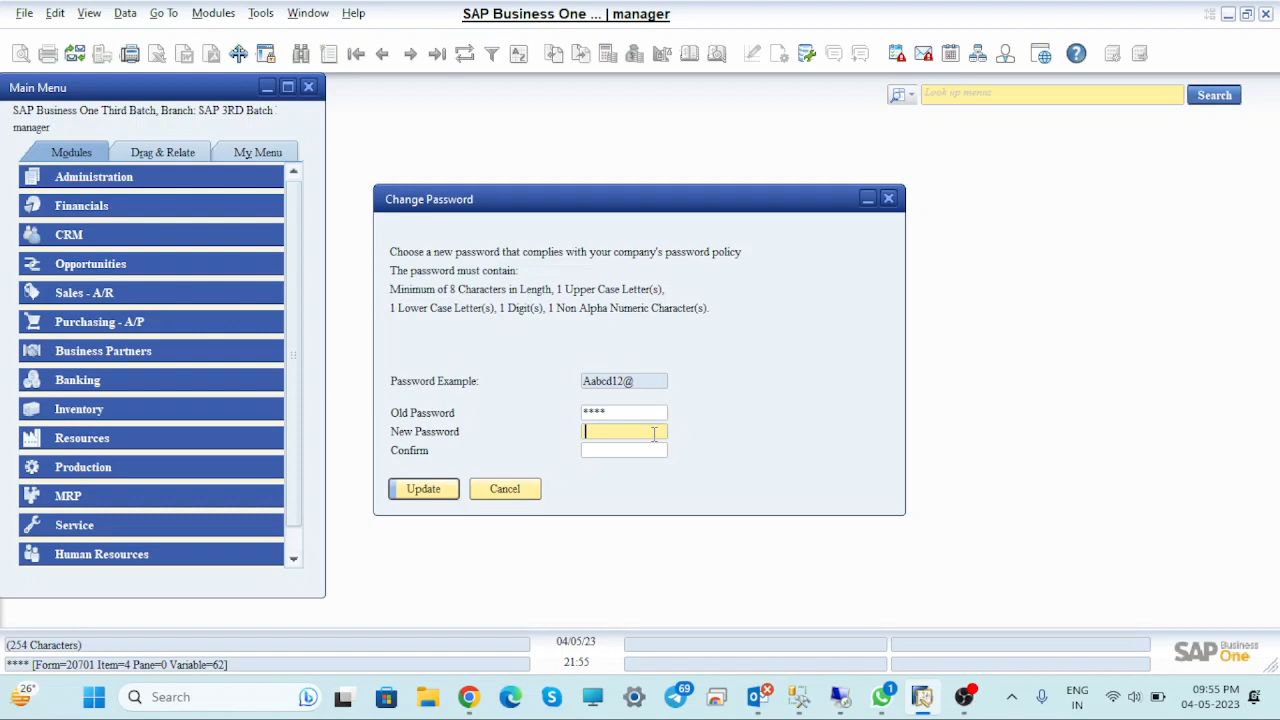 File Edit View Data Go To Modules Tools Window Help
SAP Business One ... | manager
Main Menu
SAP Business One Third Batch, Branch: SAP 3RD Batch
manager
Modules Drag & Relate My Menu
Administration
Financials
CRM
Opportunities
Sales - A/R
Purchasing - A/P
Business Partners
Banking
Inventory
Resources
Production
MRP
Service
Human Resources
Look up menus
Search
Change Password
Choose a new password that complies with your company's password policy
The password must contain:
Minimum of 8 Characters in Length, 1 Upper Case Letter(s),
1 Lower Case Letter(s), 1 Digit(s), 1 Non Alpha Numeric Character(s).
Password Example: Aabcd12@
Old Password ****
New Password
Confirm
Update Cancel
(254 Characters) 04/05/23
**** [Form=20701 Item=4 Pane=0 Variable=62] 21:55
SAP Business
One
26°
Search
69
1
ENG
IN
09:55 PM
04-05-2023